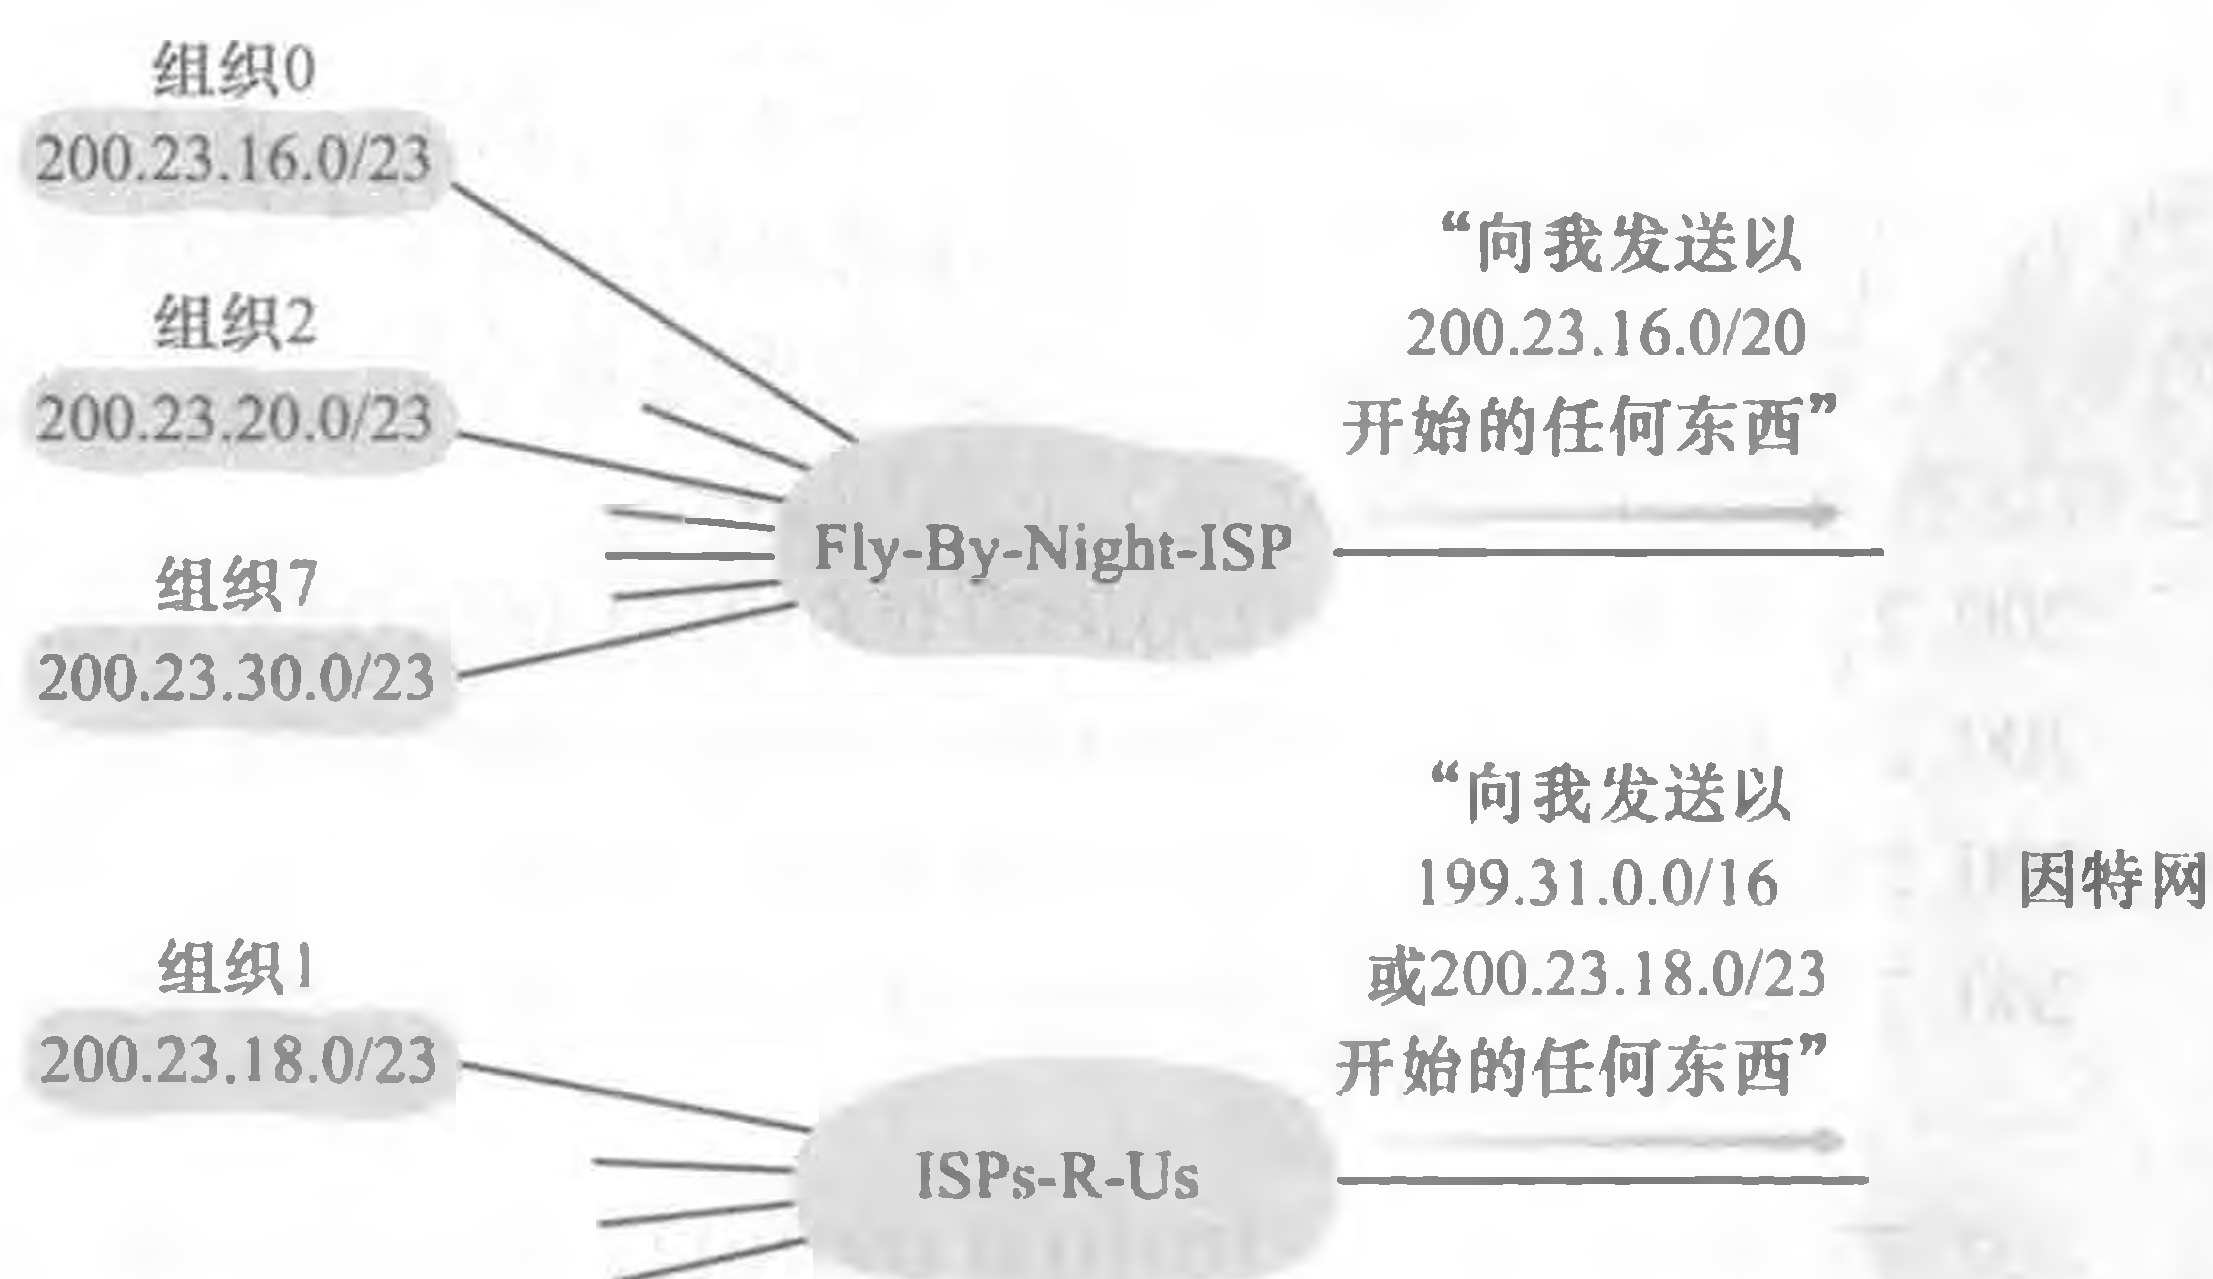 组织0
200.23.16.0/23
组织2
200.23.20.0/23
组织7
200.23.30.0/23
Fly-By-Night-ISP
“向我发送以
200.23.16.0/20
开始的任何东西”
组织1
200.23.18.0/23
ISPs-R-Us
“向我发送以
199.31.0.0/16
或200.23.18.0/23
开始的任何东西”
因特网